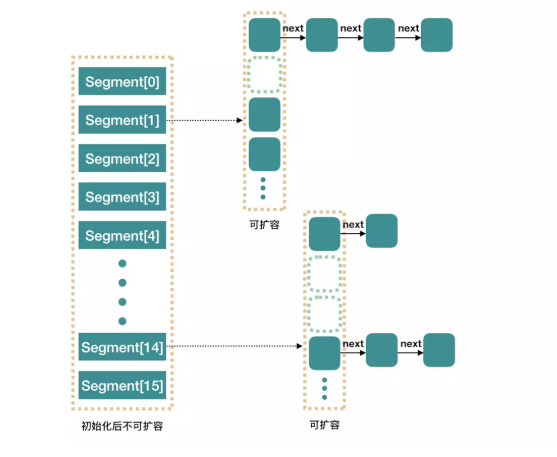 next
next
next
Segment[0]
Segment[1]
Segment[2]
Segment[3]
Segment[4]
可扩容
next
Segment[14]
next
next
Segment[15]
初始化后不可扩容
可扩容